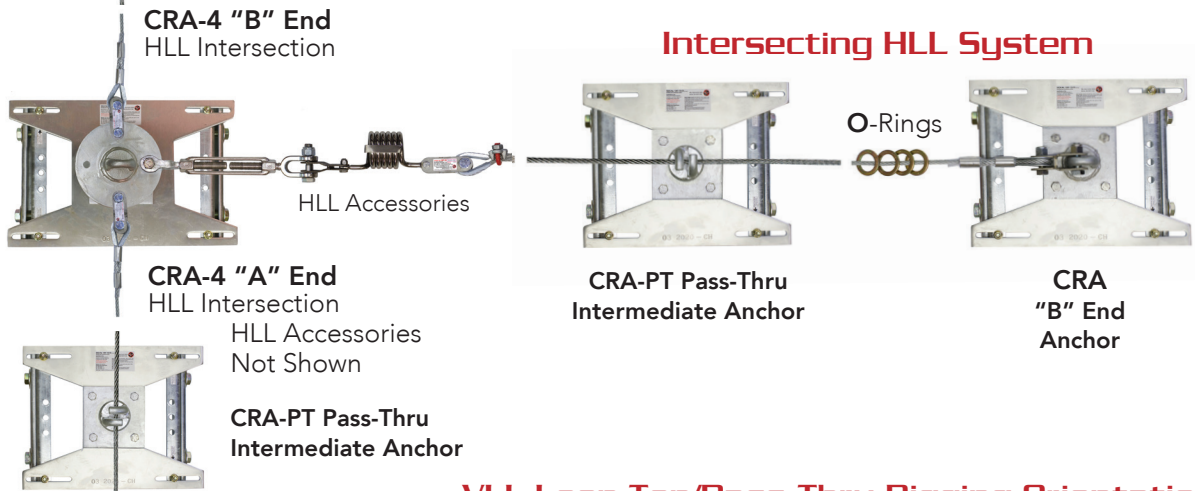 CRA-4 “B” End
HLL Intersection
Intersecting HLL System
O-Rings
HLL Accessories
CRA-4 “A” End
HLL Intersection
HLL Accessories
Not Shown
CRA-PT Pass-Thru
Intermediate Anchor
CRA
“B” End
Anchor
CRA-PT Pass-Thru
Intermediate Anchor